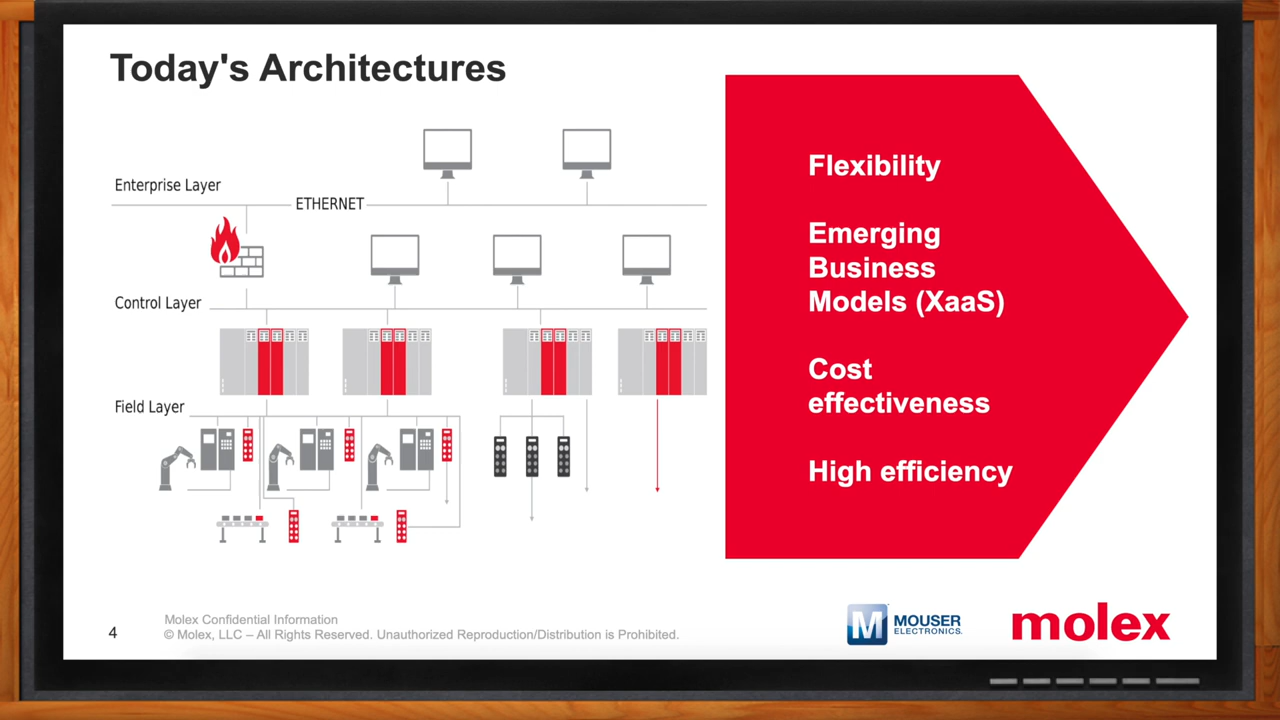 Today's Architectures
Enterprise Layer
ETHERNET
Control Layer
Field Layer
Flexibility
Emerging
Business
Models (XaaS)
Cost
effectiveness
High efficiency
4
Molex Confidential Information
© Molex, LLC – All Rights Reserved. Unauthorized Reproduction/Distribution is Prohibited.
M
MOUSER
ELECTRONICS.
molex